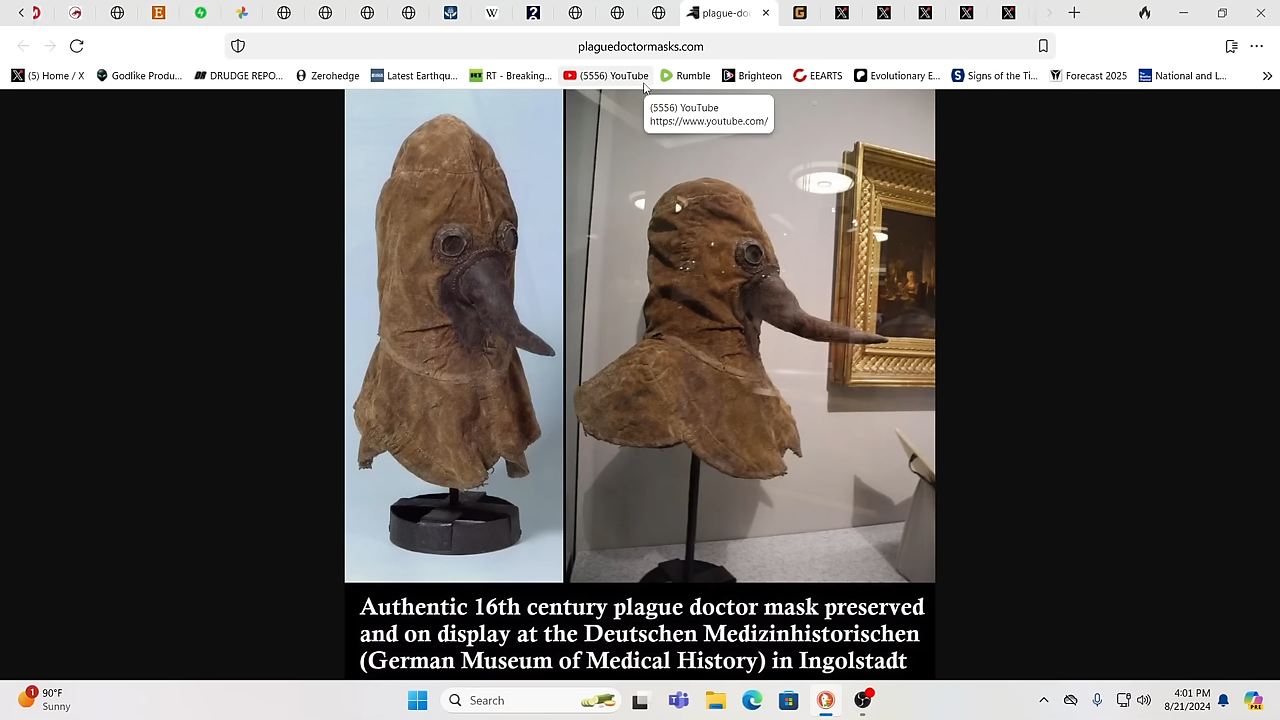 plague-doc
plaguedoctormasks.com
(5) Home / X
Godlike Produ...
DRUDGE REPO...
Zerohedge
Latest Earthqu...
RT - Breaking...
(5556) YouTube
Rumble
Brighteon
EEARTS
Evolutionary E...
Signs of the Ti...
Forecast 2025
National and L...
(5556) YouTube
https://www.youtube.com/
Authentic 16th century plague doctor mask preserved
and on display at the Deutschen Medizinhistorischen
(German Museum of Medical History) in Ingolstadt
1
90°F
Sunny
Search
4:01 PM
8/21/2024
PRE